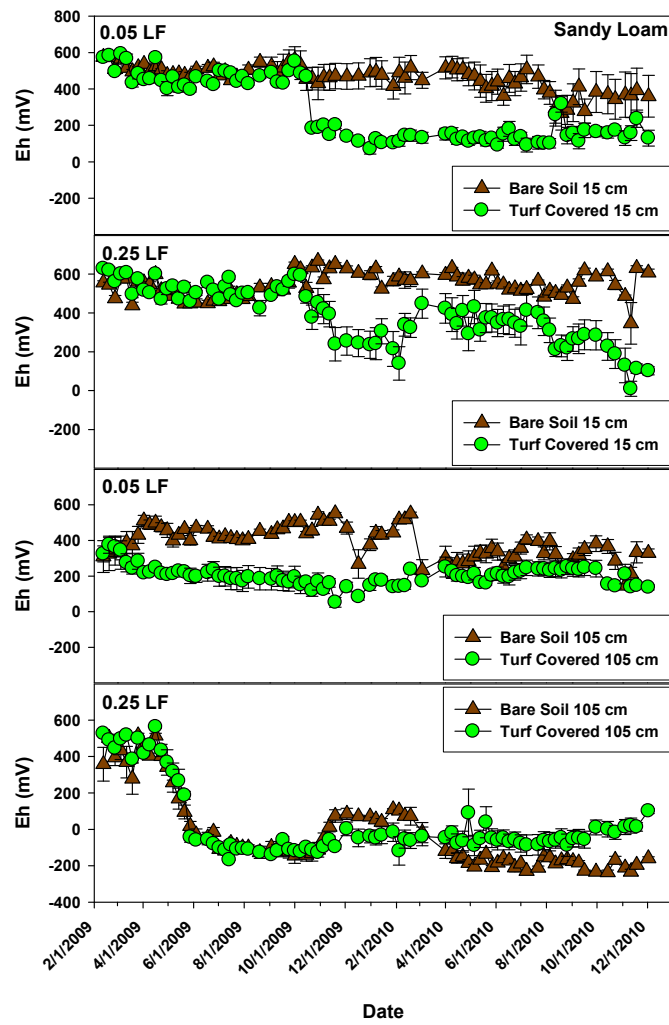 Sandy Loam
0.05 LF
800
600
400
200
0
-200
Eh (mV)
Bare Soil 15 cm
Turf Covered 15 cm
0.25 LF
600
400
200
0
-200
Eh (mV)
Bare Soil 15 cm
Turf Covered 15 cm
0.05 LF
600
400
200
0
-200
Eh (mV)
Bare Soil 105 cm
Turf Covered 105 cm
0.25 LF
600
400
200
0
-200
-400
Eh (mV)
Bare Soil 105 cm
Turf Covered 105 cm
2/1/2009
4/1/2009
6/1/2009
8/1/2009
10/1/2009
12/1/2009
2/1/2010
4/1/2010
6/1/2010
8/1/2010
10/1/2010
12/1/2010
Date